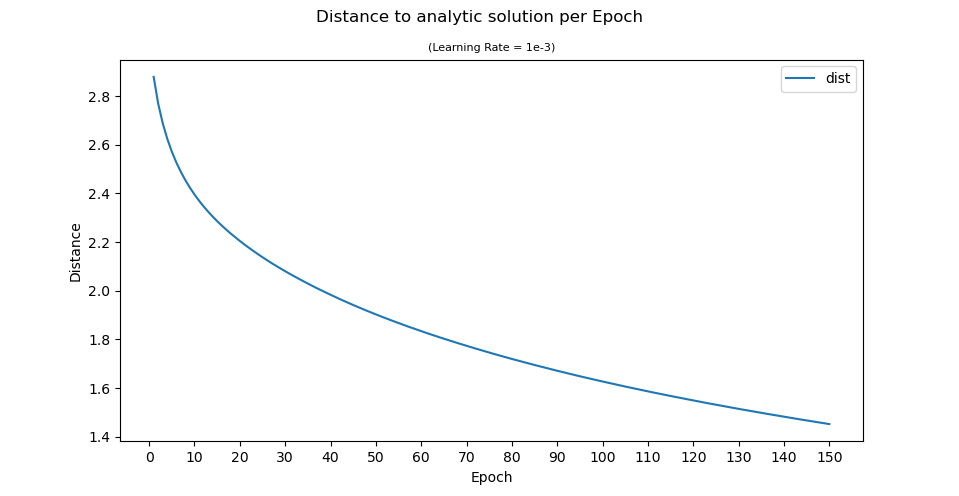 Distance to analytic solution per Epoch
(Learning Rate = 1e-3)
dist
2.8
2.6
2.4
2.2
2.0
1.8
1.6
1.4
Distance
0 10 20 30 40 50 60 70 80 90 100 110 120 130 140 150
Epoch